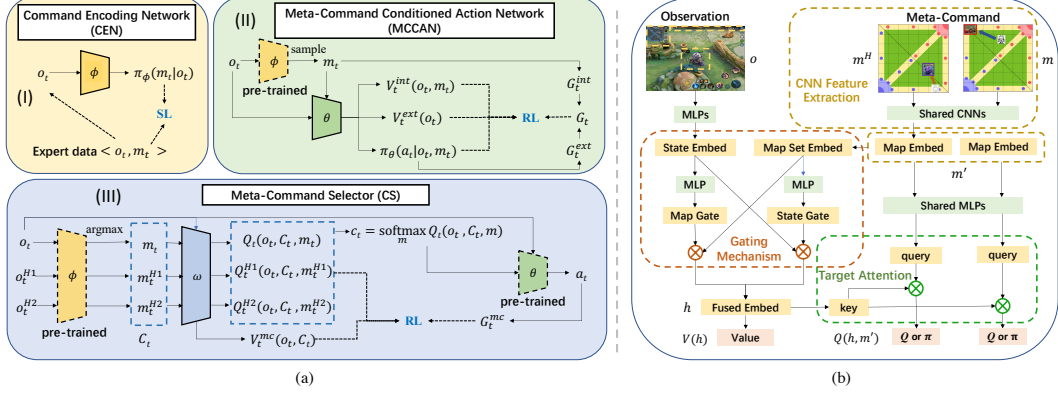 Command Encoding Network
(CEN)
(I)
o_t
ϕ
π_ϕ(m_t|o_t)
SL
Expert data < o_t, m_t >
(II)
Meta-Command Conditioned Action Network
(MCCAN)
o_t
ϕ
sample
m_t
pre-trained
θ
V_t^{int}(o_t, m_t)
V_t^{ext}(o_t)
π_θ(a_t|o_t, m_t)
RL
G_t^{int}
G_t
G_t^{ext}
(III)
Meta-Command Selector (CS)
o_t
o_t^{H1}
o_t^{H2}
ϕ
pre-trained
argmax
m_t
m_t^{H1}
m_t^{H2}
C_t
ω
Q_t(o_t, C_t, m_t)
Q_t^{H1}(o_t, C_t, m_t^{H1})
Q_t^{H2}(o_t, C_t, m_t^{H2})
V_t^{mc}(o_t, C_t)
c_t = softmax_m Q_t(o_t, C_t, m)
RL
G_t^{mc}
θ
pre-trained
a_t
(a)
Observation
o
Meta-Command
m^H
m
CNN Feature
Extraction
MLPs
Shared CNNs
State Embed
Map Set Embed
Map Embed
Map Embed
m′
MLP
MLP
Shared MLPs
Map Gate
State Gate
Gating
Mechanism
query
query
Target Attention
h
Fused Embed
key
V(h)
Value
Q(h, m′)
Q or π
Q or π
(b)